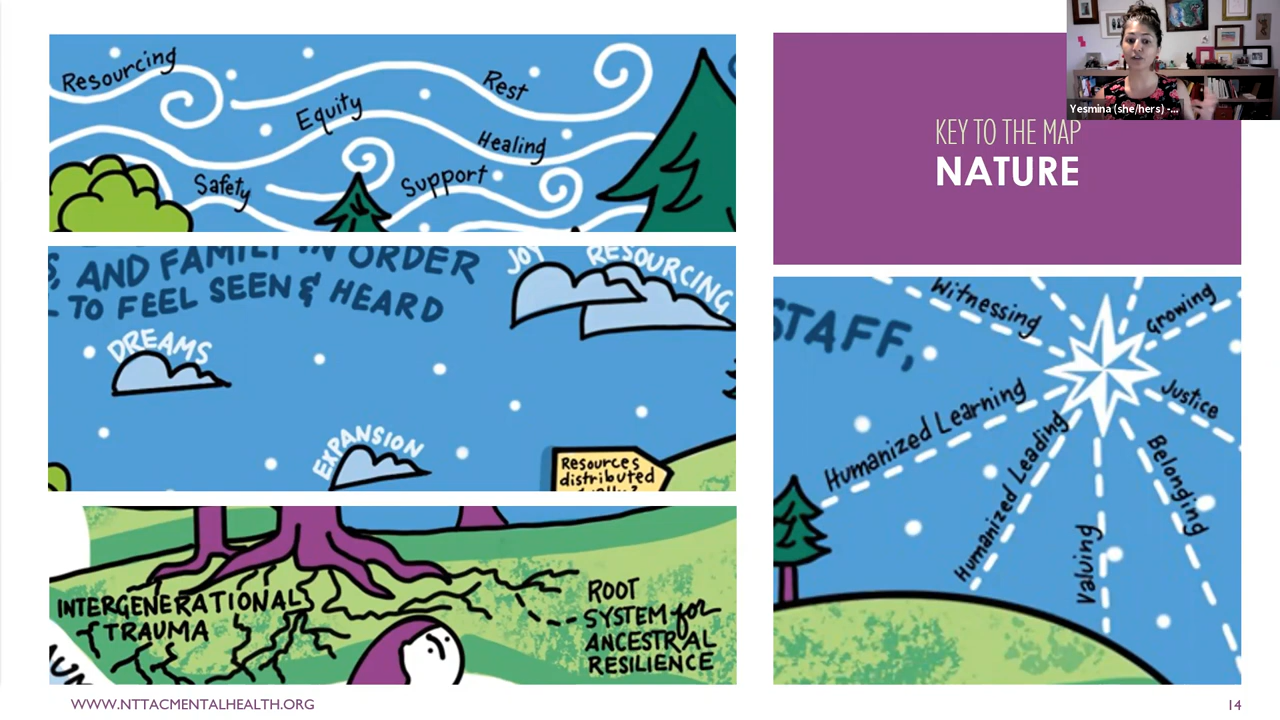 Resourcing
Rest
Equity
Healing
Safety
Support
AND FAMILY IN ORDER
TO FEEL SEEN & HEARD
JOY
RESOURCING
DREAMS
EXPANSION
Resources
distributed
INTERGENERATIONAL
TRAUMA
ROOT
SYSTEM for
ANCESTRAL
RESILIENCE
Yesmina (she/hers) -...
KEY TO THE MAP
NATURE
STAFF,
Witnessing
Growing
Humanized Learning
Justice
Humanized Leading
Belonging
Valuing
WWW.NTTACMENTALHEALTH.ORG
14